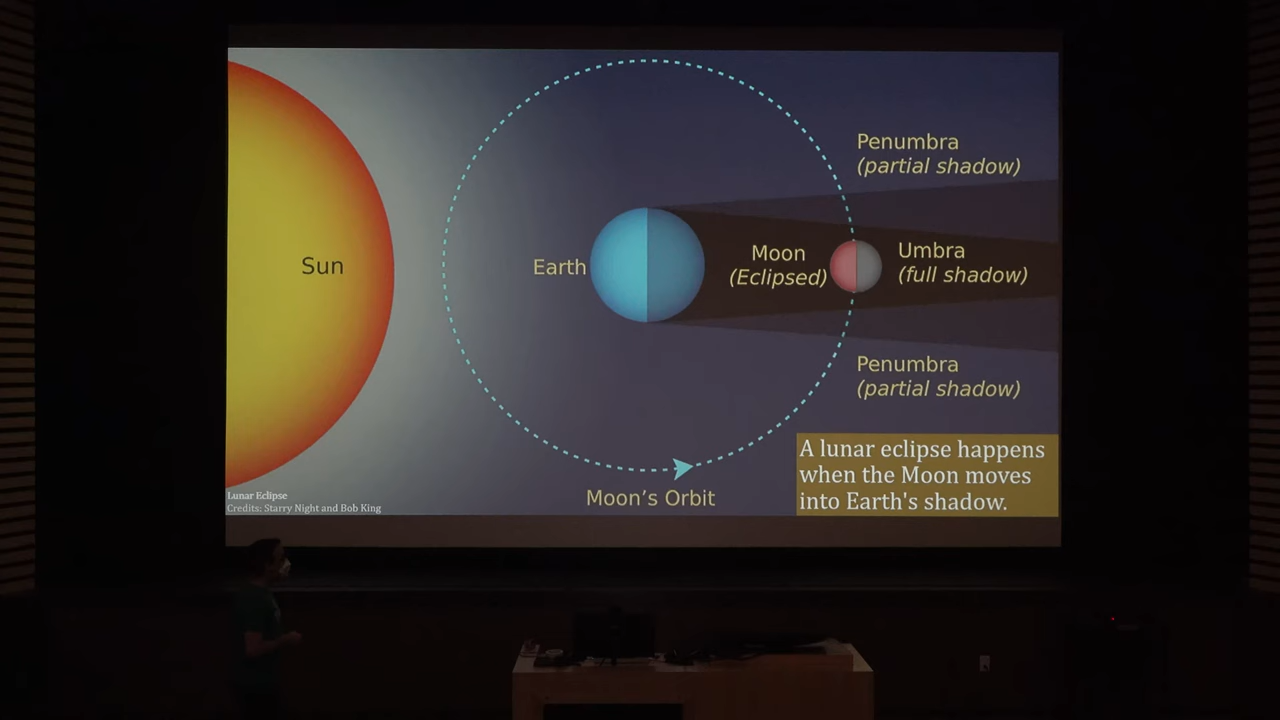 Penumbra
(partial shadow)
Sun
Earth
Moon
(Eclipsed)
Umbra
(full shadow)
Penumbra
(partial shadow)
Moon's Orbit
A lunar eclipse happens
when the Moon moves
into Earth's shadow.
Lunar Eclipse
Credits: Starry Night and Bob King